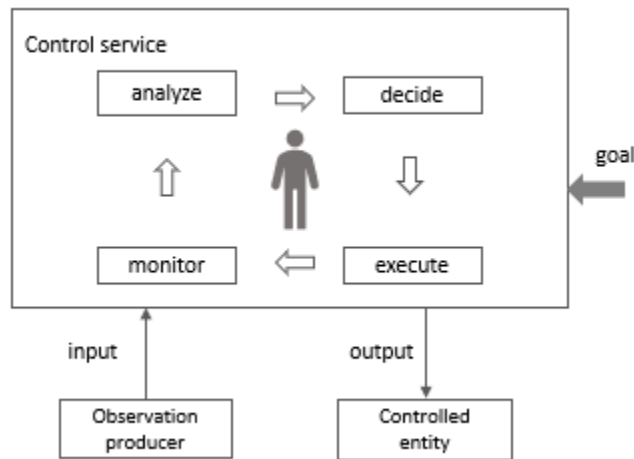 Control service
analyze
decide
goal
monitor
execute
input
output
Observation
producer
Controlled
entity